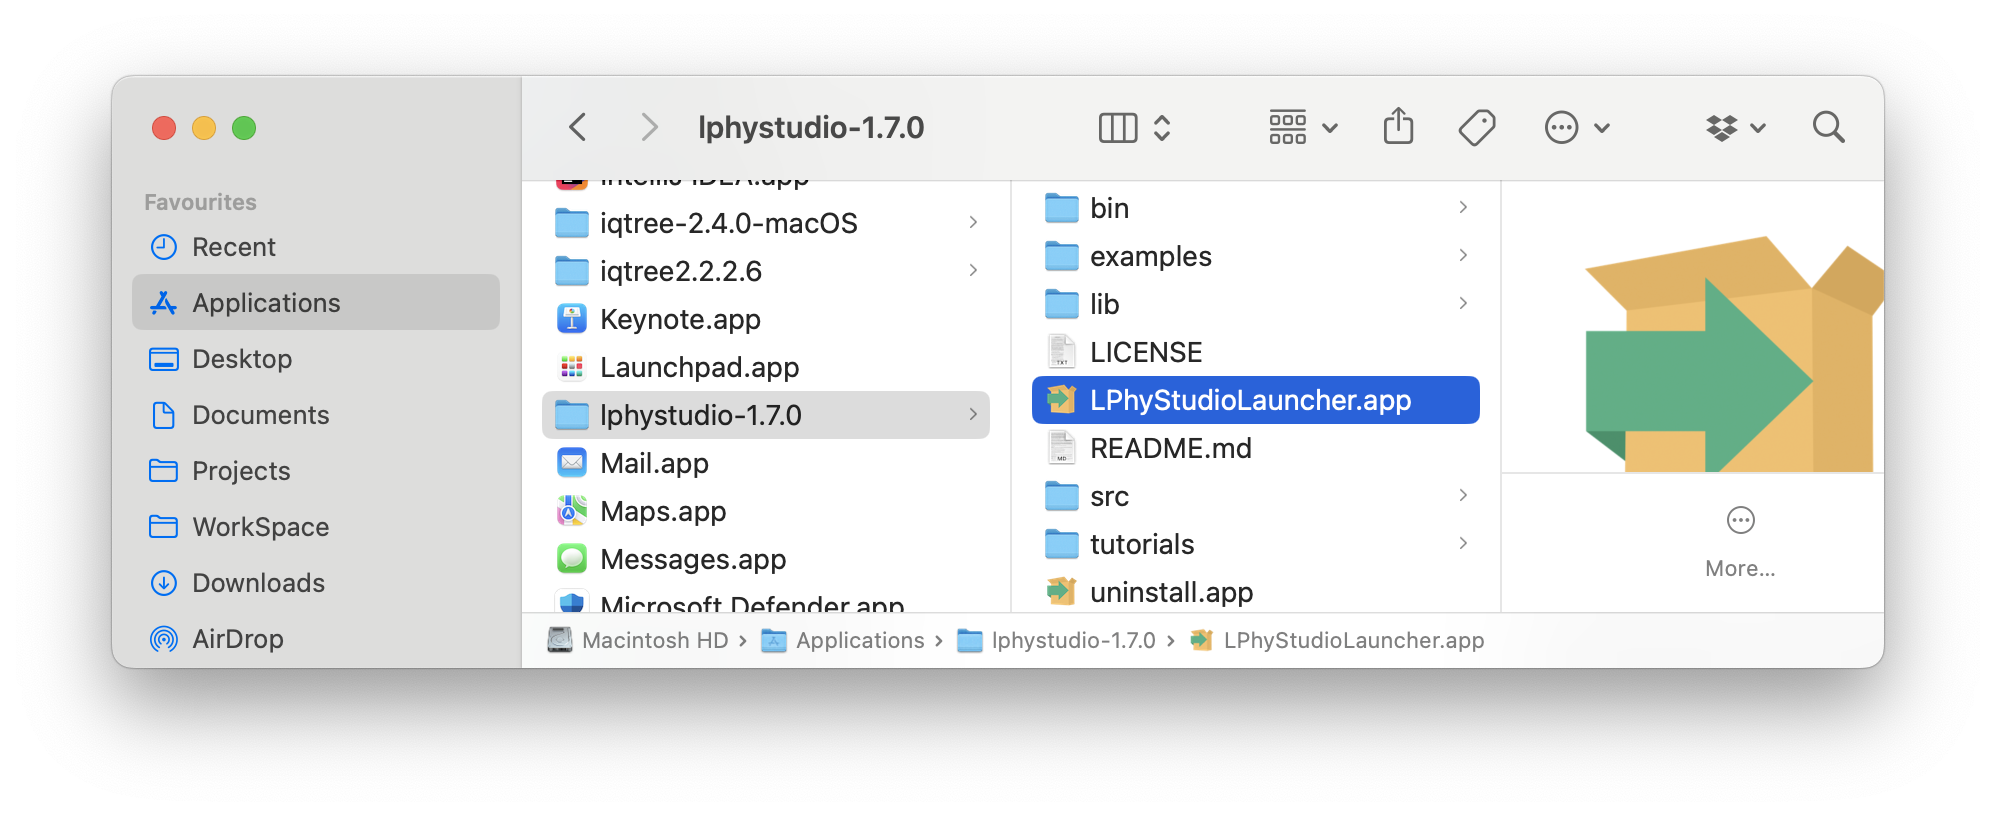 lphystudio-1.7.0
Favourites
Recent
Applications
Desktop
Documents
Projects
WorkSpace
Downloads
AirDrop
IntelliJ IDEA.app
iqtree-2.4.0-macOS
iqtree2.2.2.6
Keynote.app
Launchpad.app
lphystudio-1.7.0
Mail.app
Maps.app
Messages.app
Microsoft Defender.app
bin
examples
lib
LICENSE
LPhyStudioLauncher.app
README.md
src
tutorials
uninstall.app
More...
Macintosh HD › Applications › lphystudio-1.7.0 › LPhyStudioLauncher.app